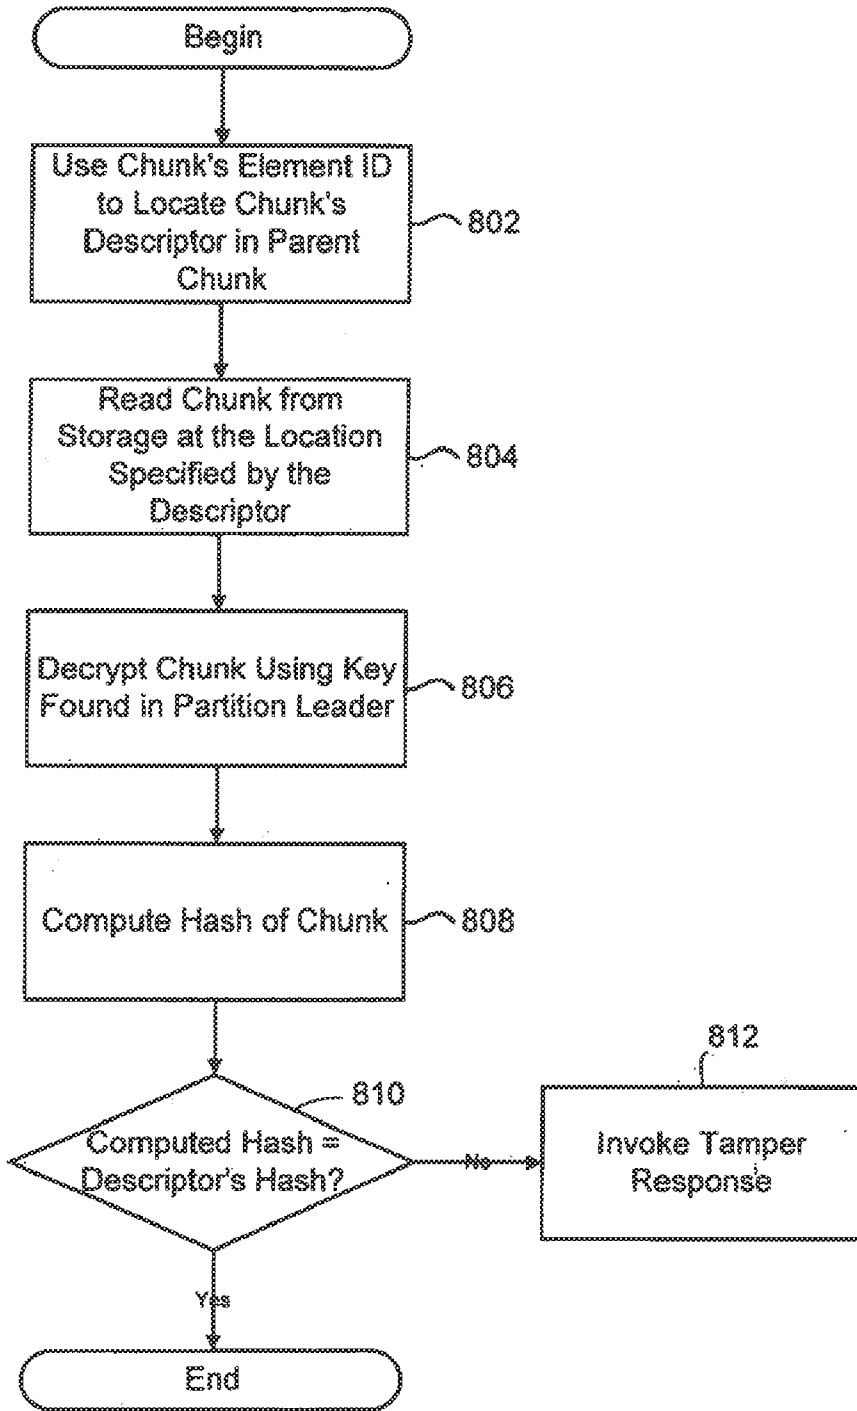 Begin
Use Chunk's Element ID
to Locate Chunk's
Descriptor in Parent
Chunk
802
Read Chunk from
Storage at the Location
Specified by the
Descriptor
804
Decrypt Chunk Using Key
Found in Partition Leader
806
Compute Hash of Chunk
808
810
Computed Hash =
Descriptor's Hash?
No
812
Invoke Tamper
Response
Yes
End